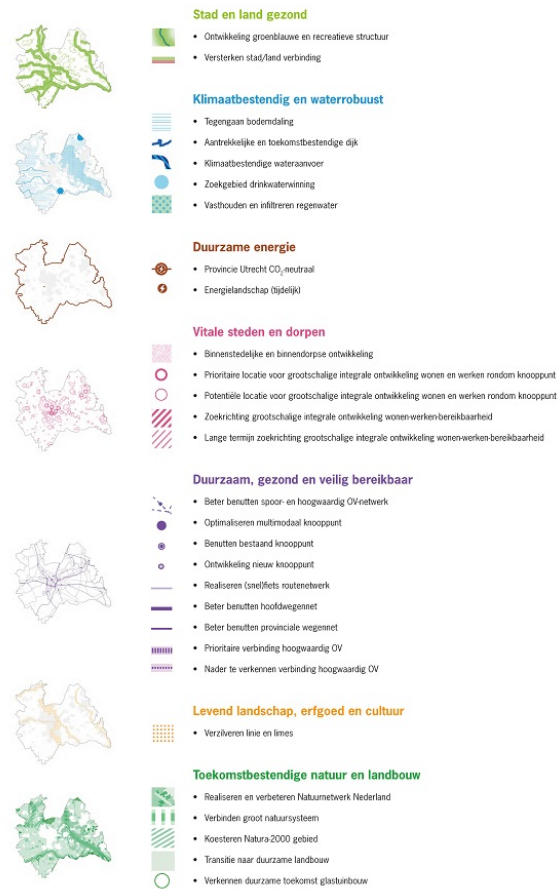 Stad en land gezond
• Ontwikkeling groenblauwe en recreatieve structuur
• Versterken stad/land verbinding
Klimaatbestendig en waterrobuust
• Tegengaan bodemdaling
• Aantrekkelijke en toekomstbestendige dijk
• Klimaatbestendige wateraanvoer
• Zoekgebied drinkwaterwinning
• Vasthouden en infiltreren regenwater
Duurzame energie
• Provincie Utrecht CO₂-neutraal
• Energielandschap (tijdelijk)
Vitale steden en dorpen
• Binnenstedelijke en binnendorpse ontwikkeling
• Prioritaire locatie voor grootschalige integrale ontwikkeling wonen en werken rondom knooppunt
• Potentiële locatie voor grootschalige integrale ontwikkeling wonen en werken rondom knooppunt
• Zoekrichting grootschalige integrale ontwikkeling wonen-werken-bereikbaarheid
• Lange termijn zoekrichting grootschalige integrale ontwikkeling wonen-werken-bereikbaarheid
Duurzaam, gezond en veilig bereikbaar
• Beter benutten spoor- en hoogwaardig OV-netwerk
• Optimaliseren multimodaal knooppunt
• Benutten bestaand knooppunt
• Ontwikkeling nieuw knooppunt
• Realiseren (snel)fiets routenetwerk
• Beter benutten hoofdwegennet
• Beter benutten provinciale wegennet
• Prioritaire verbinding hoogwaardig OV
• Nader te verkennen verbinding hoogwaardig OV
Levend landschap, erfgoed en cultuur
• Verzilveren linie en limes
Toekomstbestendige natuur en landbouw
• Realiseren en verbeteren Natuurnetwerk Nederland
• Verbinden groot natuursysteem
• Koesteren Natura-2000 gebied
• Transitie naar duurzame landbouw
• Verkennen duurzame toekomst glastuinbouw